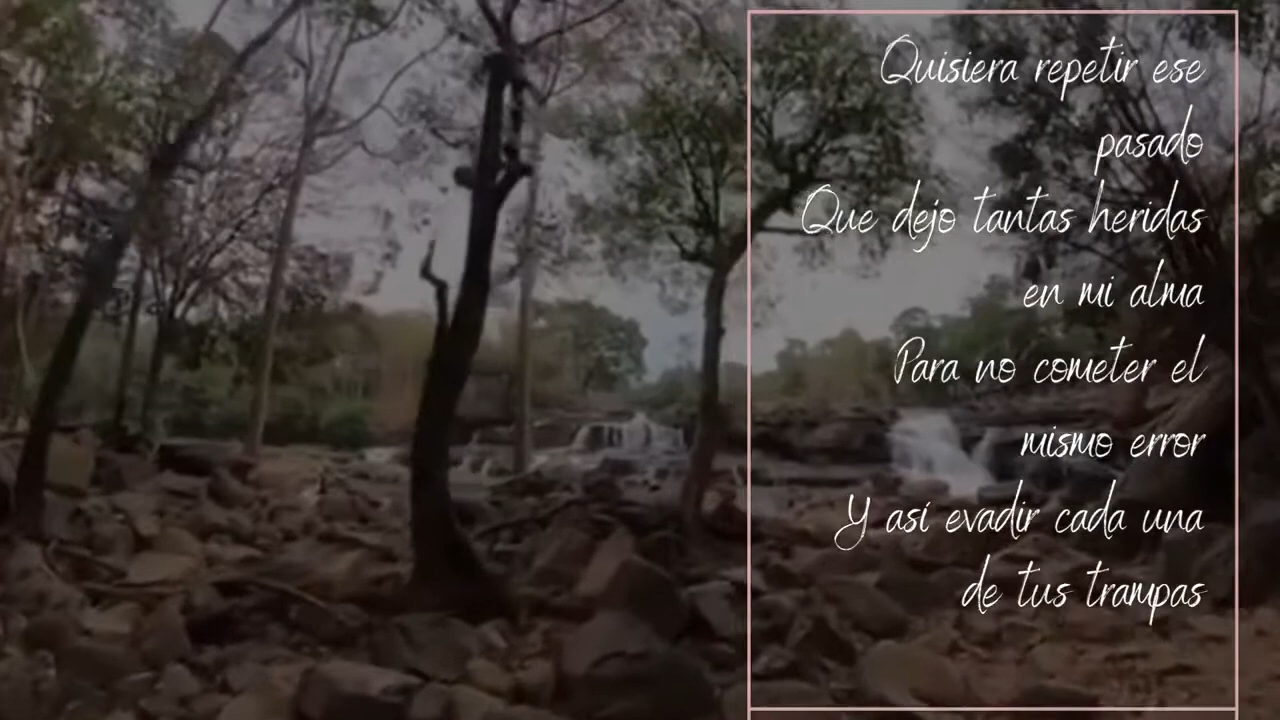 Quisiera repetir ese
pasado
Que dejo tantas heridas
en mi alma
Para no cometer el
mismo error
Y así evadir cada una
de tus trampas